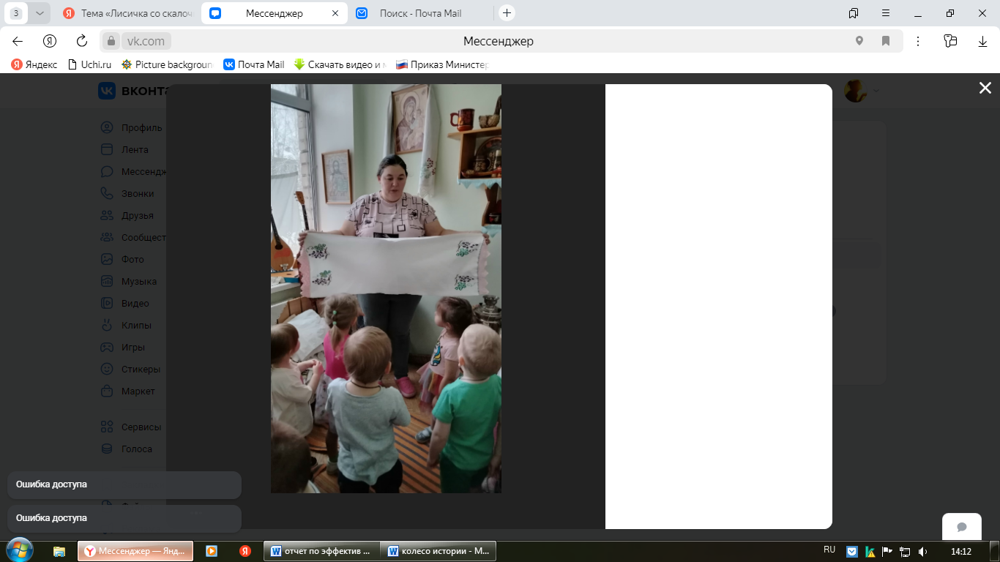 3
Тема «Лисичка со скалоч
Мессенджер
Поиск - Почта Mail
vk.com
Мессенджер
Яндекс
Uchi.ru
Picture backgroun
Почта Mail
Скачать видео и м
Приказ Министер
ВКОНТА
Профиль
Лента
Мессендж
Звонки
Друзья
Сообщест
Фото
Музыка
Видео
Клипы
Игры
Стикеры
Маркет
Сервисы
Голоса
Ошибка доступа
Ошибка доступа
Мессенджер — Янд...
отчет по эффектив ...
колесо истории - М...
RU
14:12